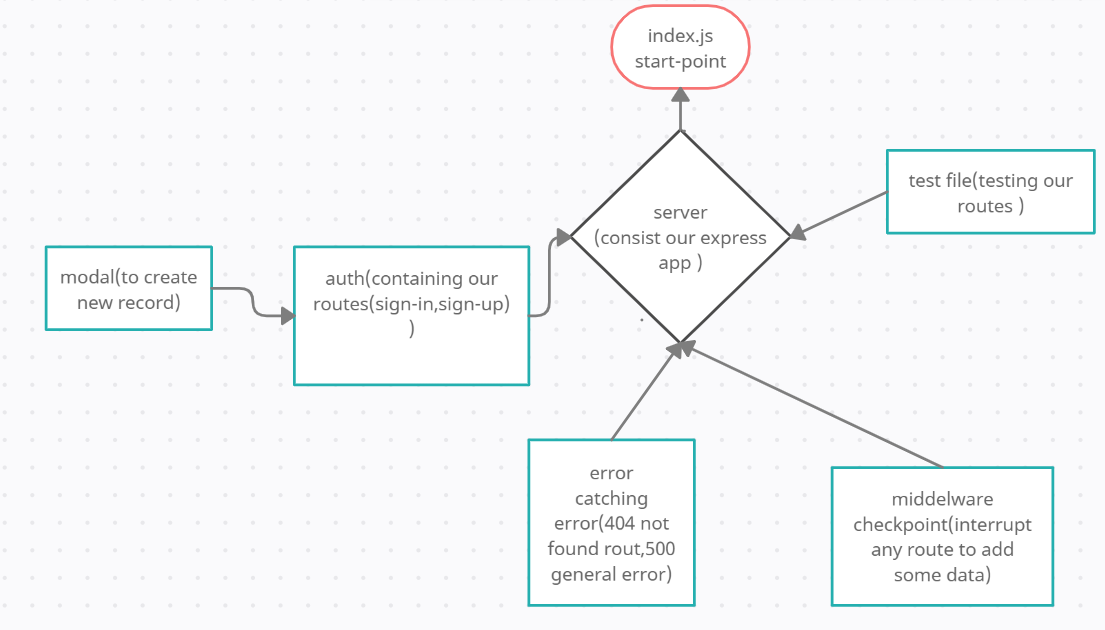 index.js
start-point
test file(testing our
routes )
server
(consist our express
app )
modal(to create
new record)
auth(containing our
routes(sign-in,sign-up)
)
error
catching
error(404 not
found rout,500
general error)
middelware
checkpoint(interrupt
any route to add
some data)